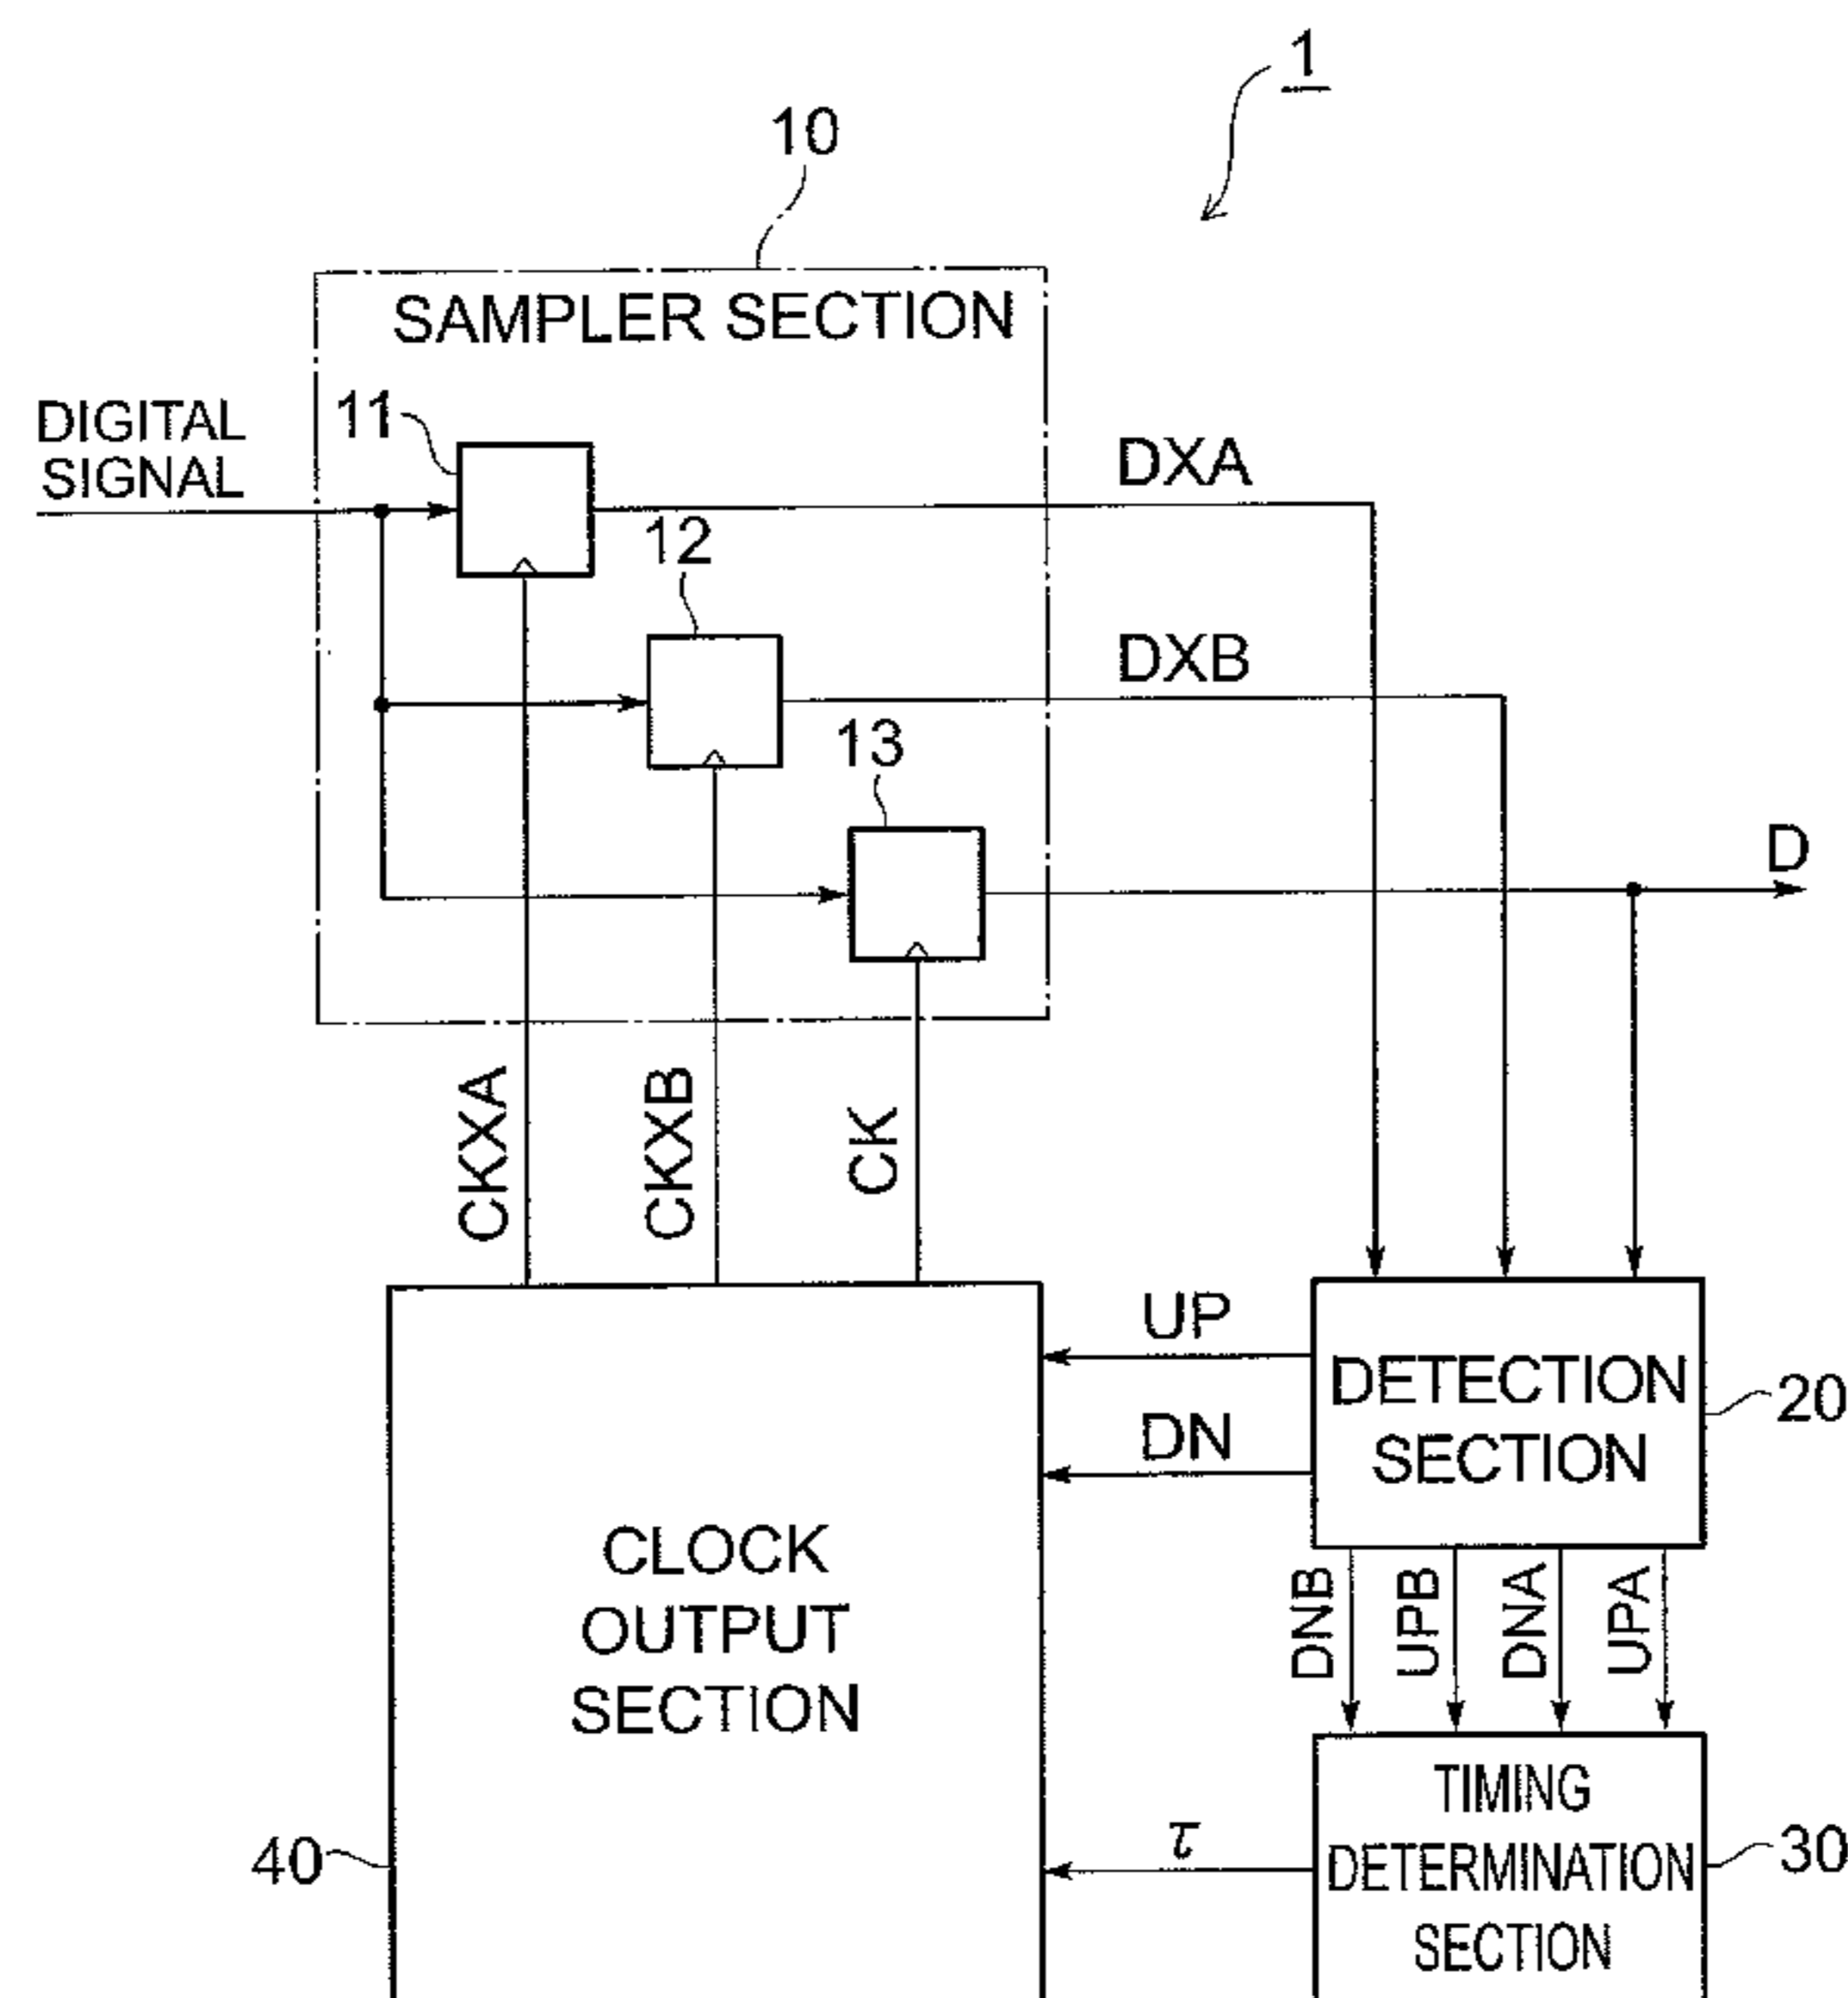 1
10
SAMPLER SECTION
DIGITAL
SIGNAL
11
DXA
12
DXB
13
D
CKXA
CKXB
CK
UP
DETECTION
SECTION
20
DN
CLOCK
OUTPUT
SECTION
DNB
UPB
DNA
UPA
TIMING
DETERMINATION
SECTION
40
τ
30